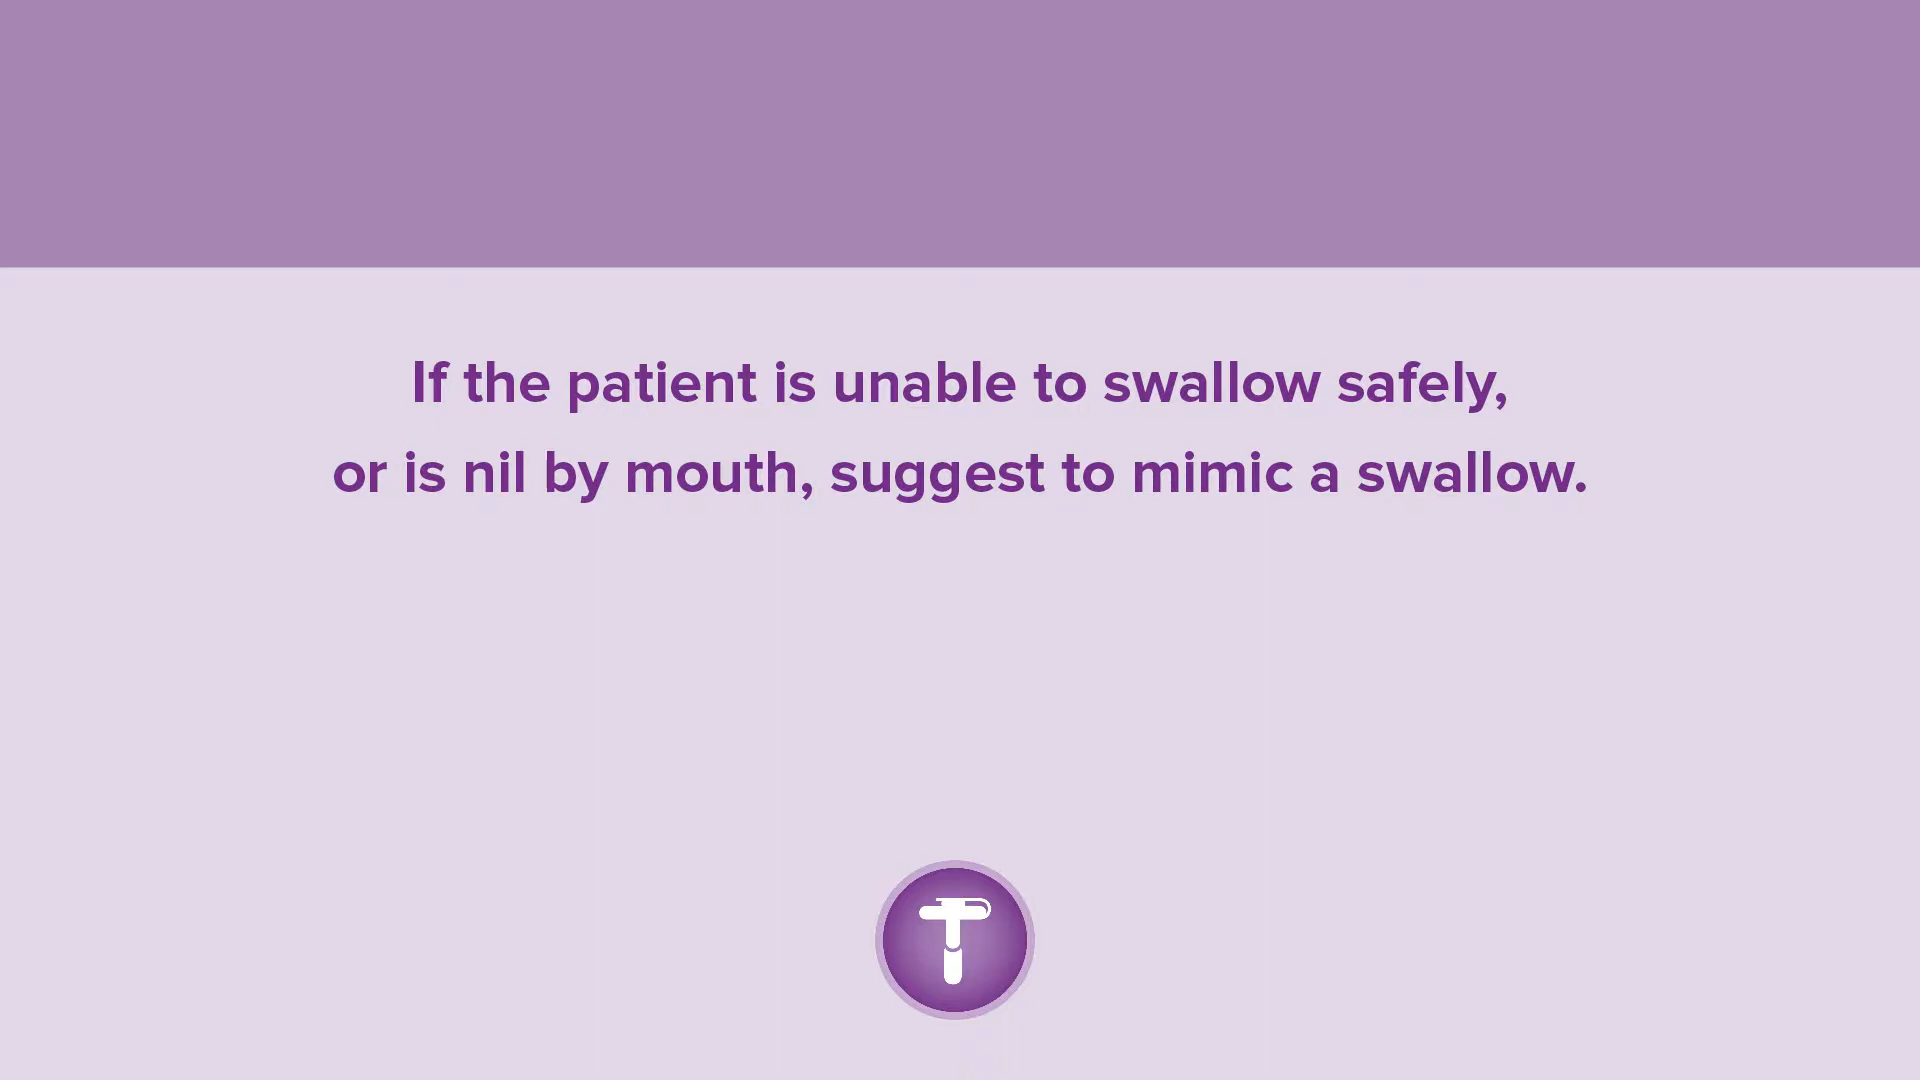 If the patient is unable to swallow safely,
or is nil by mouth, suggest to mimic a swallow.